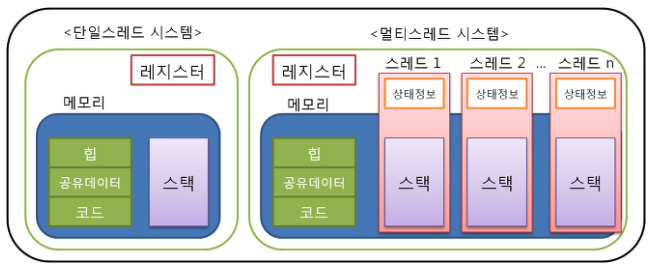 <단일스레드 시스템>
레지스터
메모리
힙
공유데이터
코드
스택
<멀티스레드 시스템>
레지스터
메모리
힙
공유데이터
코드
스레드 1
상태정보
스택
스레드 2
상태정보
스택
...
스레드 n
상태정보
스택